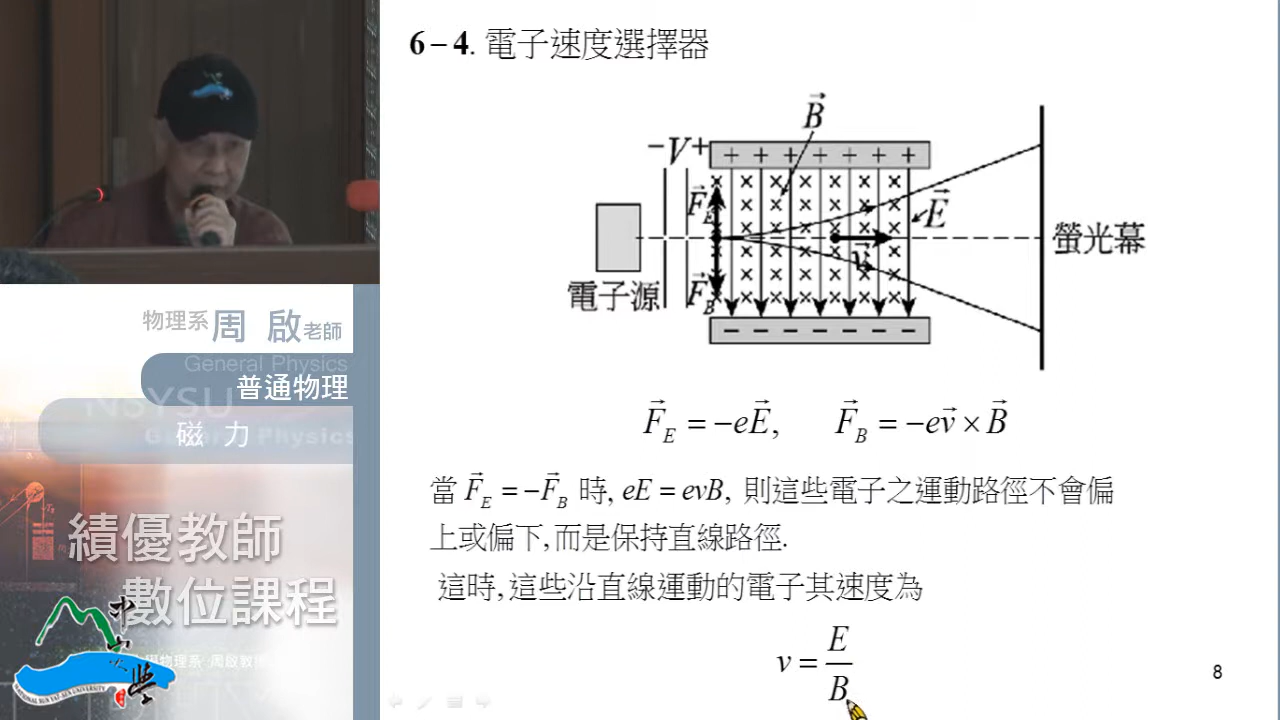 6－4. 電子速度選擇器
B
－V＋
＋ ＋ ＋ ＋ ＋ ＋ ＋
F_E
E
v
螢光幕
電子源
F_B
－ － － － － － －
F_E = －eE, F_B = －ev × B
當 F_E = －F_B 時, eE = evB, 則這些電子之運動路徑不會偏
上或偏下, 而是保持直線路徑.
這時, 這些沿直線運動的電子其速度為
v = E/B
8
物理系 周 啟 老師
General Physics
普通物理
NSYSU
磁 力
General Physics
績優教師
數位課程